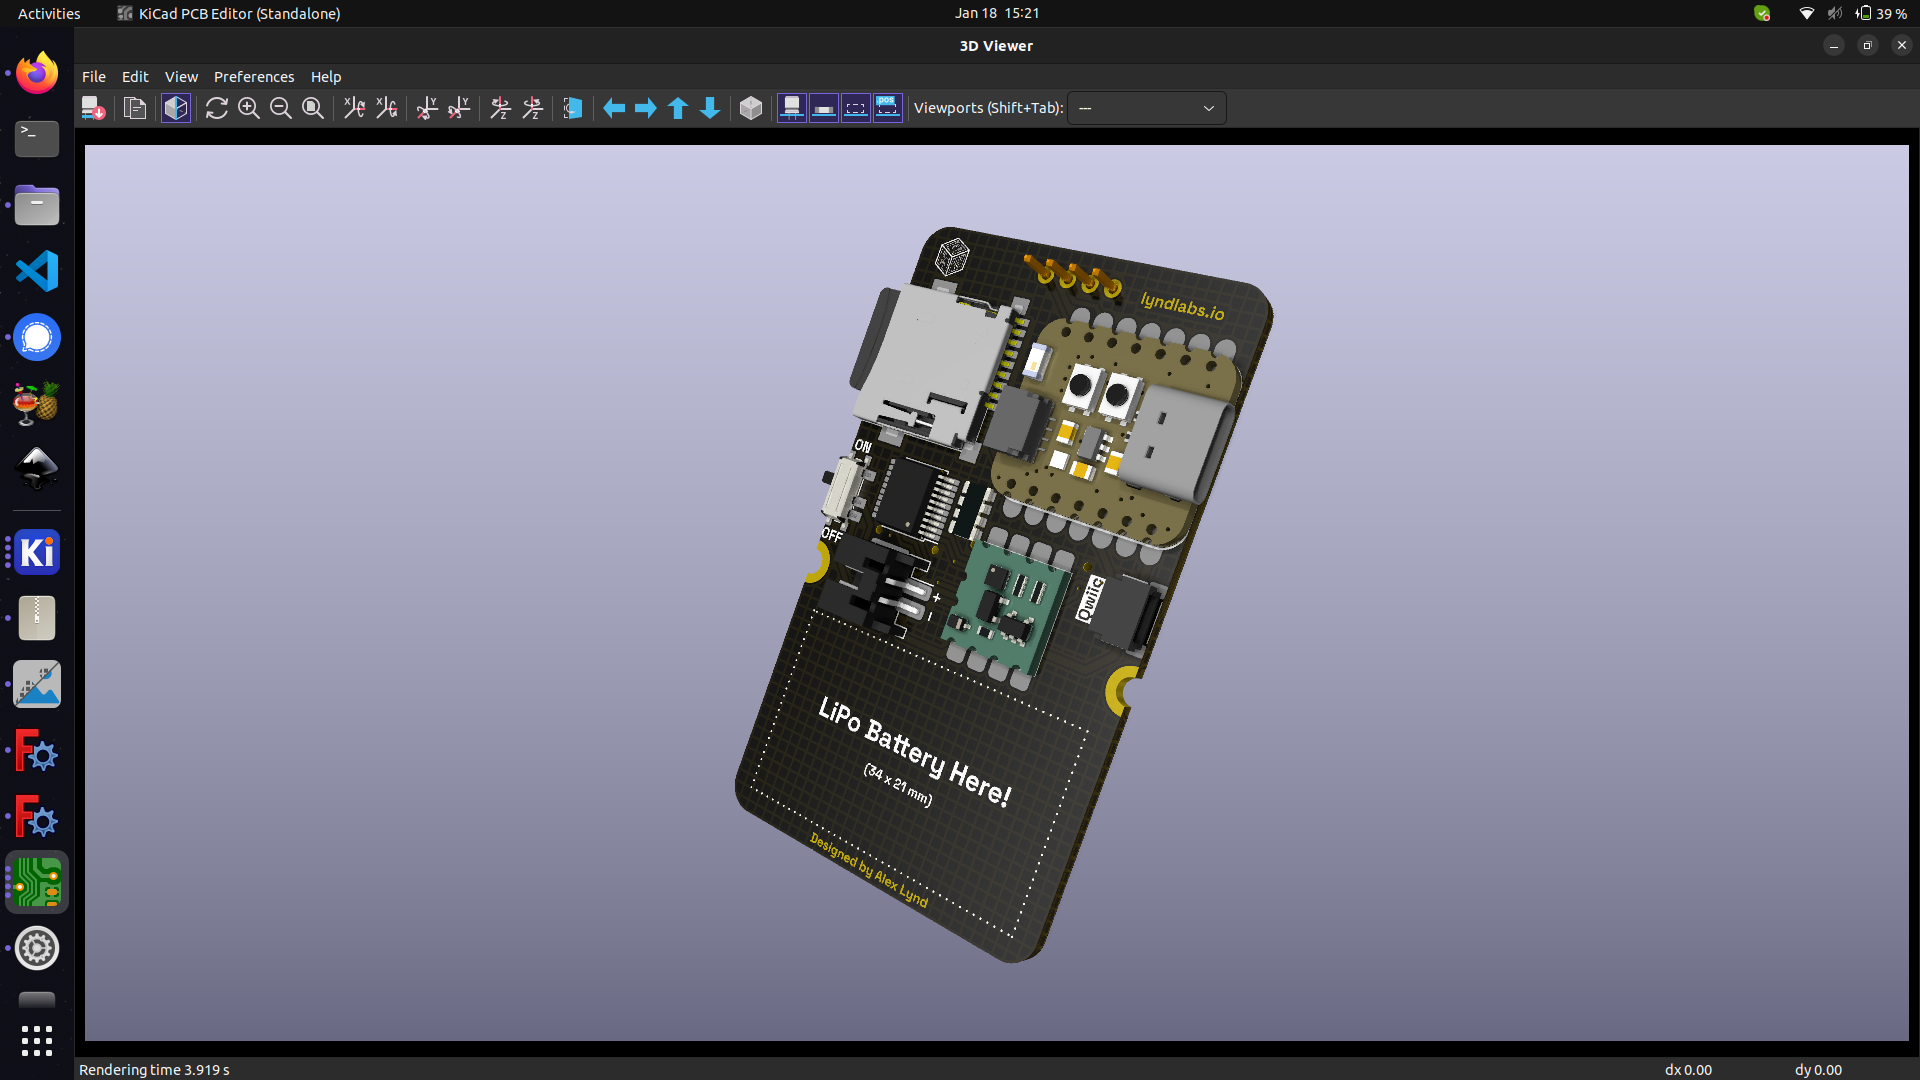 Activities
KiCad PCB Editor (Standalone)
Jan 18 15:21
39 %
3D Viewer
File Edit View Preferences Help
Viewports (Shift+Tab): ---
lyndlabs.io
ON
OFF
+
-
Qwiic
LiPo Battery Here!
(34 x 21 mm)
Designed by Alex Lynd
Ki
Rendering time 3.919 s
dx 0.00
dy 0.00